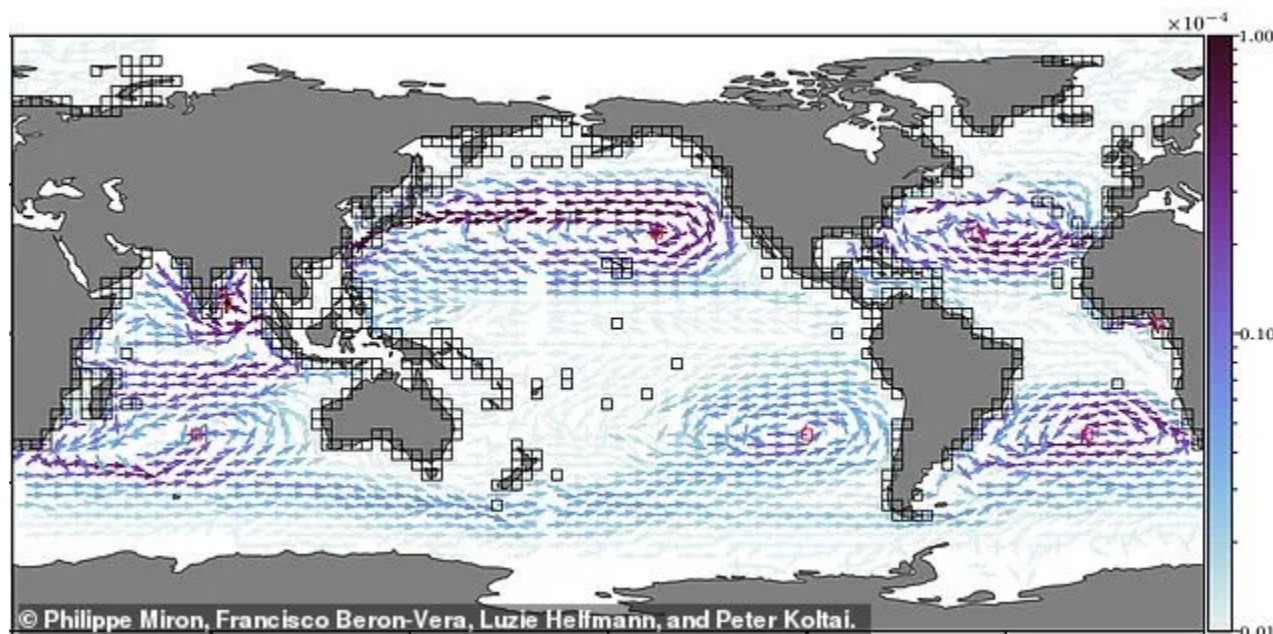 ×10⁻⁴
1.00
0.10
0.01
© Philippe Miron, Francisco Beron-Vera, Luzie Helfmann, and Peter Koltai.